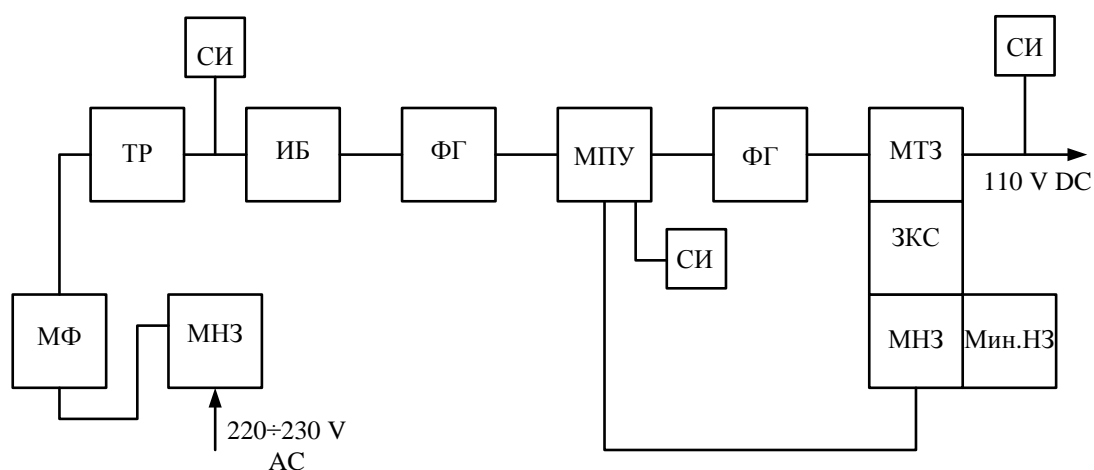 СИ
СИ
ТР
ИБ
ФГ
МПУ
ФГ
МТЗ
110 V DC
ЗКС
СИ
МФ
МНЗ
МНЗ
Мин.НЗ
220÷230 V
AC